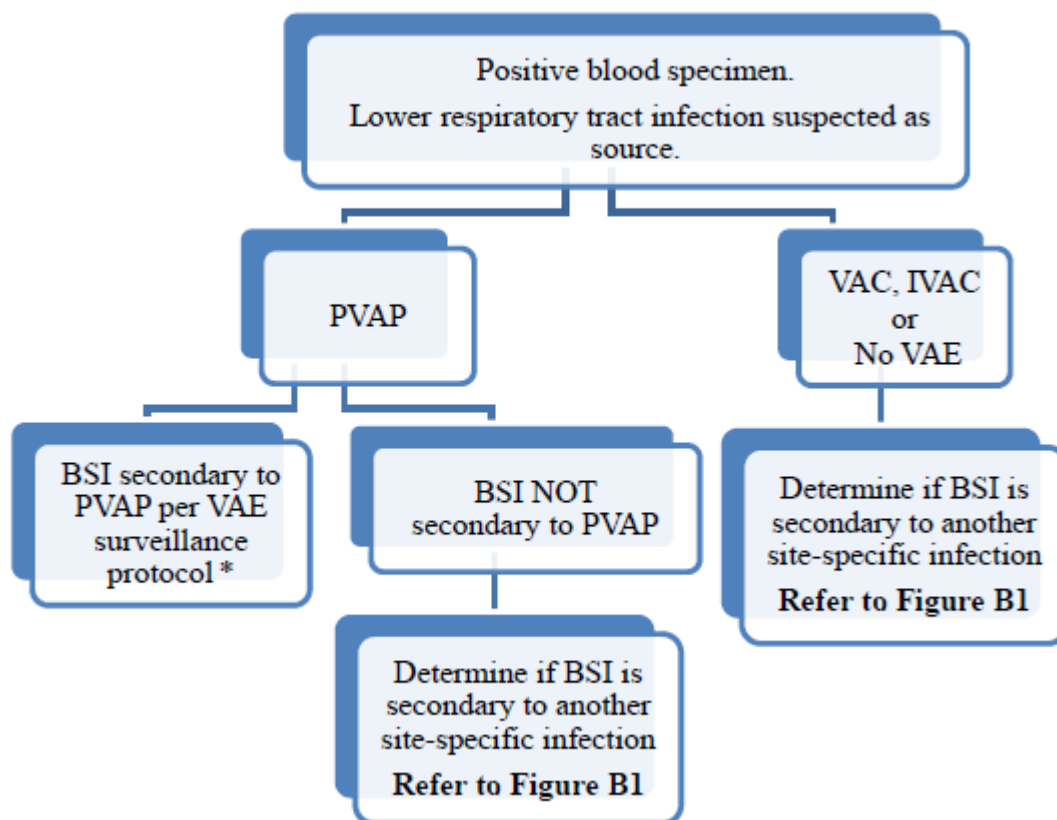 Positive blood specimen.
Lower respiratory tract infection suspected as
source.
PVAP
VAC, IVAC
or
No VAE
BSI secondary to
PVAP per VAE
surveillance
protocol *
BSI NOT
secondary to PVAP
Determine if BSI is
secondary to another
site-specific infection
Refer to Figure B1
Determine if BSI is
secondary to another
site-specific infection
Refer to Figure B1